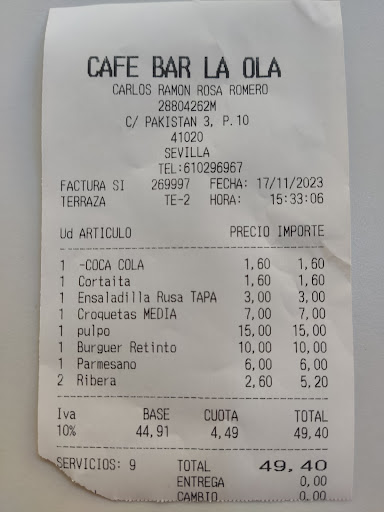 CAFE BAR LA OLA
CARLOS RAMON ROSA ROMERO
28804262M
C/ PAKISTAN 3, P.10
41020
SEVILLA
TEL:610296967
FACTURA SI 269997 FECHA: 17/11/2023
TERRAZA TE-2 HORA: 15:33:06
Ud ARTICULO PRECIO IMPORTE
1 -COCA COLA 1,60 1,60
1 Cortaita 1,60 1,60
1 Ensaladilla Rusa TAPA 3,00 3,00
1 Croquetas MEDIA 7,00 7,00
1 pulpo 15,00 15,00
1 Burguer Retinto 10,00 10,00
1 Parmesano 6,00 6,00
2 Ribera 2,60 5,20
Iva BASE CUOTA TOTAL
10% 44,91 4,49 49,40
SERVICIOS: 9 TOTAL 49,40
ENTREGA 0,00
CAMBIO 0,00